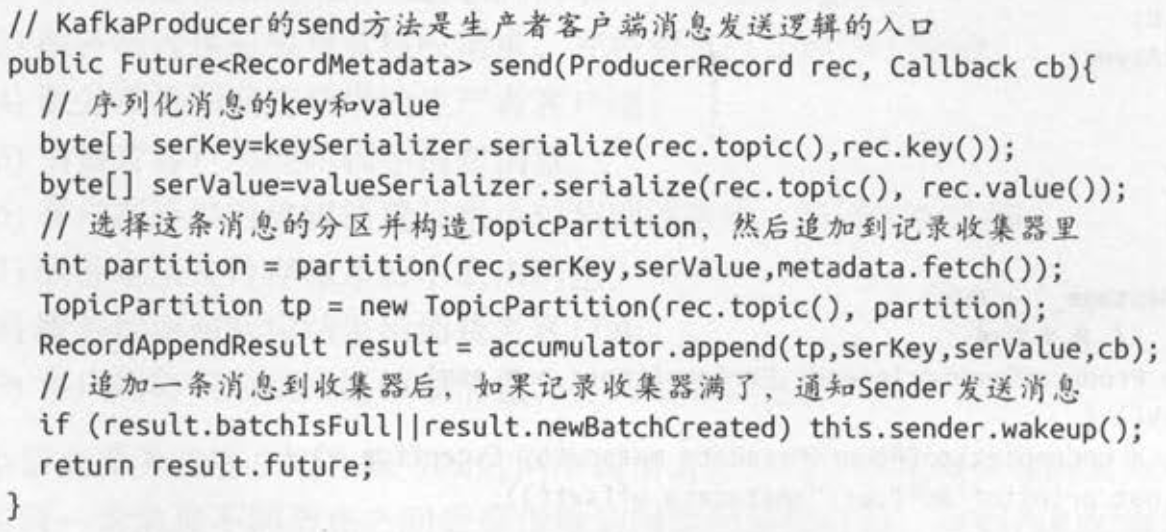 // KafkaProducer的send方法是生产者客户端消息发送逻辑的入口
public Future<RecordMetadata> send(ProducerRecord rec, Callback cb){
  // 序列化消息的key和value
  byte[] serKey=keySerializer.serialize(rec.topic(),rec.key());
  byte[] serValue=valueSerializer.serialize(rec.topic(), rec.value());
  // 选择这条消息的分区并构造TopicPartition，然后追加到记录收集器里
  int partition = partition(rec,serKey,serValue,metadata.fetch());
  TopicPartition tp = new TopicPartition(rec.topic(), partition);
  RecordAppendResult result = accumulator.append(tp,serKey,serValue,cb);
  // 追加一条消息到收集器后，如果记录收集器满了，通知Sender发送消息
  if (result.batchIsFull||result.newBatchCreated) this.sender.wakeup();
  return result.future;
}